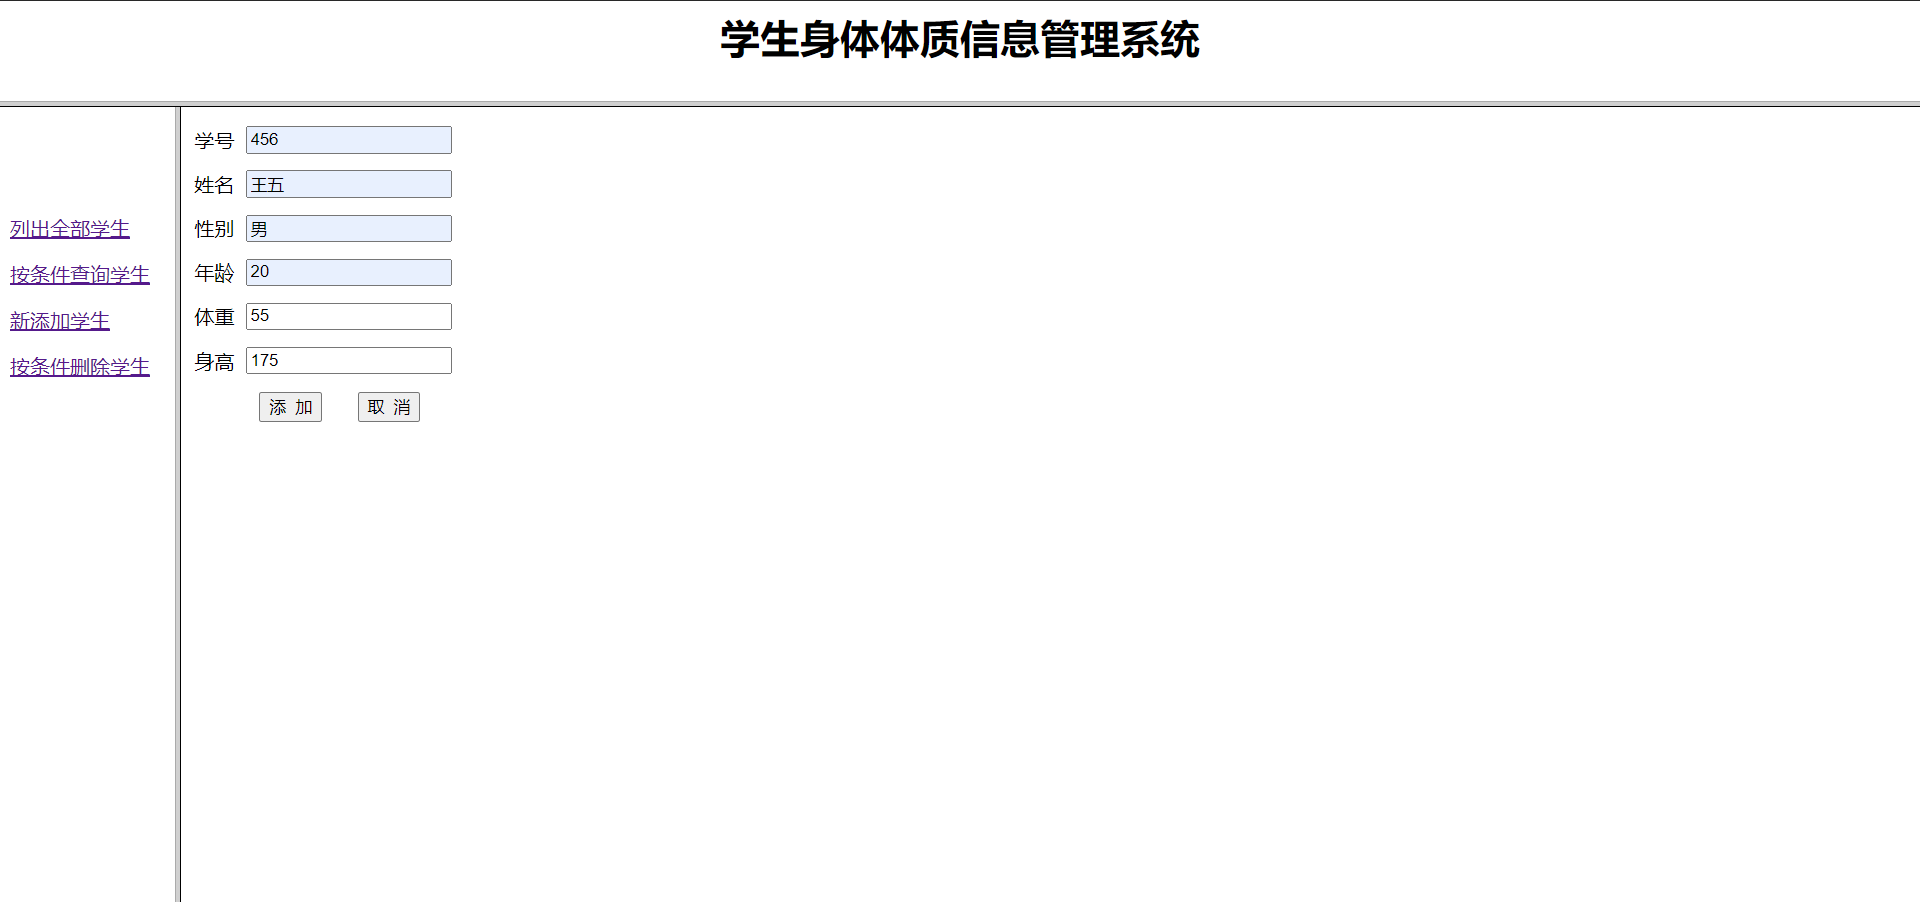 学生身体体质信息管理系统
列出全部学生
按条件查询学生
新添加学生
按条件删除学生
学号 456
姓名 王五
性别 男
年龄 20
体重 55
身高 175
添 加 取 消